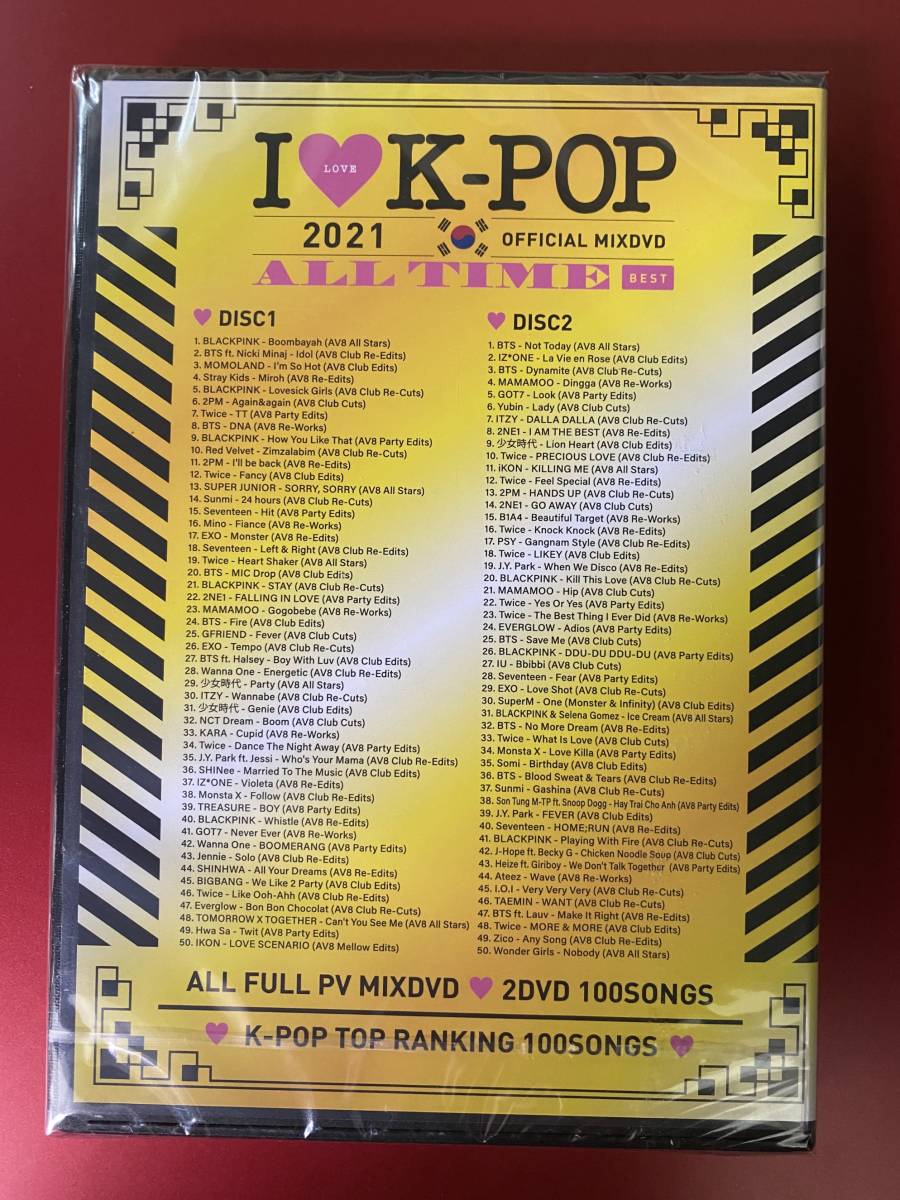 I LOVE K-POP
2021 OFFICIAL MIXDVD
ALL TIME BEST
DISC1
1. BLACKPINK - Boombayah (AV8 All Stars)
2. BTS ft. Nicki Minaj - Idol (AV8 Club Re-Edits)
3. MOMOLAND - I'm So Hot (AV8 Club Edits)
4. Stray Kids - Miroh (AV8 Re-Edits)
5. BLACKPINK - Lovesick Girls (AV8 Club Re-Cuts)
6. 2PM - Again&again (AV8 Club Cuts)
7. Twice - TT (AV8 Party Edits)
8. BTS - DNA (AV8 Re-Works)
9. BLACKPINK - How You Like That (AV8 Party Edits)
10. Red Velvet - Zimzalabim (AV8 Club Re-Cuts)
11. 2PM - I'll be back (AV8 Re-Edits)
12. Twice - Fancy (AV8 Club Edits)
13. SUPER JUNIOR - SORRY, SORRY (AV8 All Stars)
14. Sunmi - 24 hours (AV8 Club Re-Cuts)
15. Seventeen - Hit (AV8 Party Edits)
16. Mino - Fiance (AV8 Re-Works)
17. EXO - Monster (AV8 Re-Edits)
18. Seventeen - Left & Right (AV8 Club Re-Edits)
19. Twice - Heart Shaker (AV8 All Stars)
20. BTS - MIC Drop (AV8 Club Edits)
21. BLACKPINK - STAY (AV8 Club Re-Cuts)
22. 2NE1 - FALLING IN LOVE (AV8 Party Edits)
23. MAMAMOO - Gogobebe (AV8 Re-Works)
24. BTS - Fire (AV8 Club Edits)
25. GFRIEND - Fever (AV8 Club Cuts)
26. EXO - Tempo (AV8 Club Re-Cuts)
27. BTS ft. Halsey - Boy With Luv (AV8 Club Edits)
28. Wanna One - Energetic (AV8 Club Re-Edits)
29. 少女時代 - Party (AV8 All Stars)
30. ITZY - Wannabe (AV8 Club Re-Cuts)
31. 少女時代 - Genie (AV8 Club Edits)
32. NCT Dream - Boom (AV8 Club Cuts)
33. KARA - Cupid (AV8 Re-Works)
34. Twice - Dance The Night Away (AV8 Party Edits)
35. J.Y. Park ft. Jessi - Who's Your Mama (AV8 Club Re-Edits)
36. SHINee - Married To The Music (AV8 Club Edits)
37. IZ*ONE - Violeta (AV8 Re-Edits)
38. Monsta X - Follow (AV8 Club Re-Edits)
39. TREASURE - BOY (AV8 Party Edits)
40. BLACKPINK - Whistle (AV8 Re-Edits)
41. GOT7 - Never Ever (AV8 Re-Works)
42. Wanna One - BOOMERANG (AV8 Party Edits)
43. Jennie - Solo (AV8 Club Re-Edits)
44. SHINHWA - All Your Dreams (AV8 Re-Edits)
45. BIGBANG - We Like 2 Party (AV8 Club Edits)
46. Twice - Like Ooh-Ahh (AV8 Club Re-Edits)
47. Everglow - Bon Bon Chocolat (AV8 Club Re-Cuts)
48. TOMORROW X TOGETHER - Can't You See Me (AV8 All Stars)
49. Hwa Sa - Twit (AV8 Party Edits)
50. IKON - LOVE SCENARIO (AV8 Mellow Edits)
DISC2
1. BTS - Not Today (AV8 All Stars)
2. IZ*ONE - La Vie en Rose (AV8 Club Edits)
3. BTS - Dynamite (AV8 Club Edits)
4. MAMAMOO - Dingga (AV8 Re-Works)
5. GOT7 - Look (AV8 Party Edits)
6. Yubin - Lady (AV8 Club Cuts)
7. ITZY - DALLA DALLA (AV8 Club Re-Cuts)
8. 2NE1 - I AM THE BEST (AV8 Re-Edits)
9. 少女時代 - Lion Heart (AV8 Club Edits)
10. Twice - PRECIOUS LOVE (AV8 Club Re-Cuts)
11. iKON - KILLING ME (AV8 All Stars)
12. Twice - Feel Special (AV8 Re-Edits)
13. 2PM - HANDS UP (AV8 Club Re-Cuts)
14. 2NE1 - GO AWAY (AV8 Club Cuts)
15. B1A4 - Beautiful Target (AV8 Re-Works)
16. Twice - Knock Knock (AV8 Re-Edits)
17. PSY - Gangnam Style (AV8 Club Re-Edits)
18. Twice - LIKEY (AV8 Club Edits)
19. J.Y. Park - When We Disco (AV8 Re-Edits)
20. BLACKPINK - Kill This Love (AV8 Club Re-Cuts)
21. MAMAMOO - Hip (AV8 Club Cuts)
22. Twice - Yes Or Yes (AV8 Party Edits)
23. Twice - The Best Thing I Ever Did (AV8 Re-Works)
24. EVERGLOW - Adios (AV8 Party Edits)
25. BTS - Save Me (AV8 Club Cuts)
26. BLACKPINK - DDU-DU DDU-DU (AV8 Party Edits)
27. IU - Bbibbi (AV8 Club Cuts)
28. Seventeen - Fear (AV8 Party Edits)
29. EXO - Love Shot (AV8 Club Re-Cuts)
30. SuperM - One (Monster & Infinity) (AV8 Club Edits)
31. BLACKPINK & Selena Gomez - Ice Cream (AV8 All Stars)
32. BTS - No More Dream (AV8 Re-Edits)
33. Twice - What Is Love (AV8 Club Cuts)
34. Monsta X - Love Killa (AV8 Party Edits)
35. Somi - Birthday (AV8 Club Edits)
36. BTS - Blood Sweat & Tears (AV8 Club Re-Edits)
37. Sunmi - Gashina (AV8 Club Re-Cuts)
38. Son Tung M-TP ft. Snoop Dogg - Hay Trai Cho Anh (AV8 Party Edits)
39. J.Y. Park - FEVER (AV8 Club Edits)
40. Seventeen - HOME;RUN (AV8 Re-Edits)
41. BLACKPINK - Playing With Fire (AV8 Club Re-Cuts)
42. J-Hope ft. Becky G - Chicken Noodle Soup (AV8 Club Cuts)
43. Heize ft. Giriboy - We Don't Talk Together (AV8 Party Edits)
44. Ateez - Wave (AV8 Re-Works)
45. I.O.I - Very Very Very (AV8 Club Re-Cuts)
46. TAEMIN - WANT (AV8 Club Re-Cuts)
47. BTS ft. Lauv - Make It Right (AV8 Re-Edits)
48. Twice - MORE & MORE (AV8 Club Edits)
49. Zico - Any Song (AV8 Club Re-Edits)
50. Wonder Girls - Nobody (AV8 All Stars)
ALL FULL PV MIXDVD 2DVD 100SONGS
K-POP TOP RANKING 100SONGS